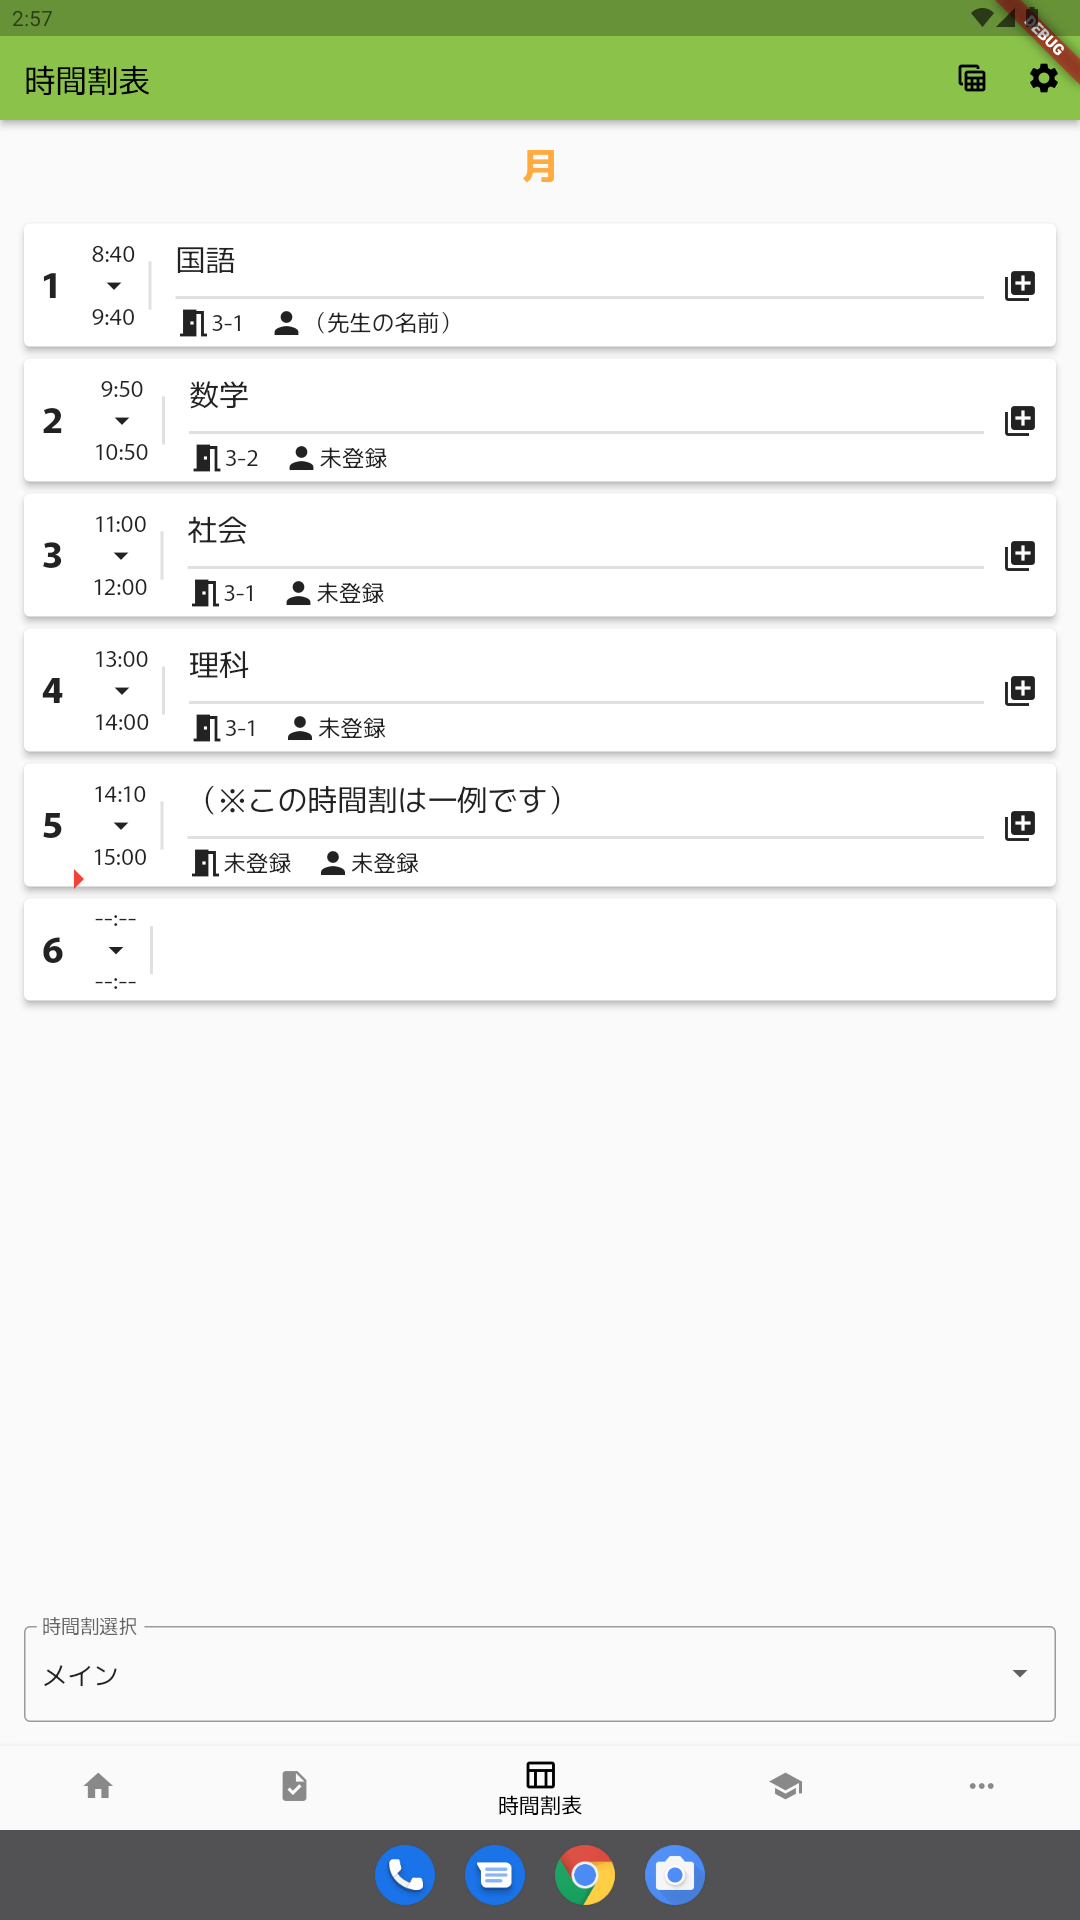 2:57
DEBUG
時間割表
月
1
8:40
9:40
国語
3-1
（先生の名前）
2
9:50
10:50
数学
3-2
未登録
3
11:00
12:00
社会
3-1
未登録
4
13:00
14:00
理科
3-1
未登録
5
14:10
15:00
（※この時間割は一例です）
未登録
未登録
6
--:--
--:--
時間割選択
メイン
時間割表